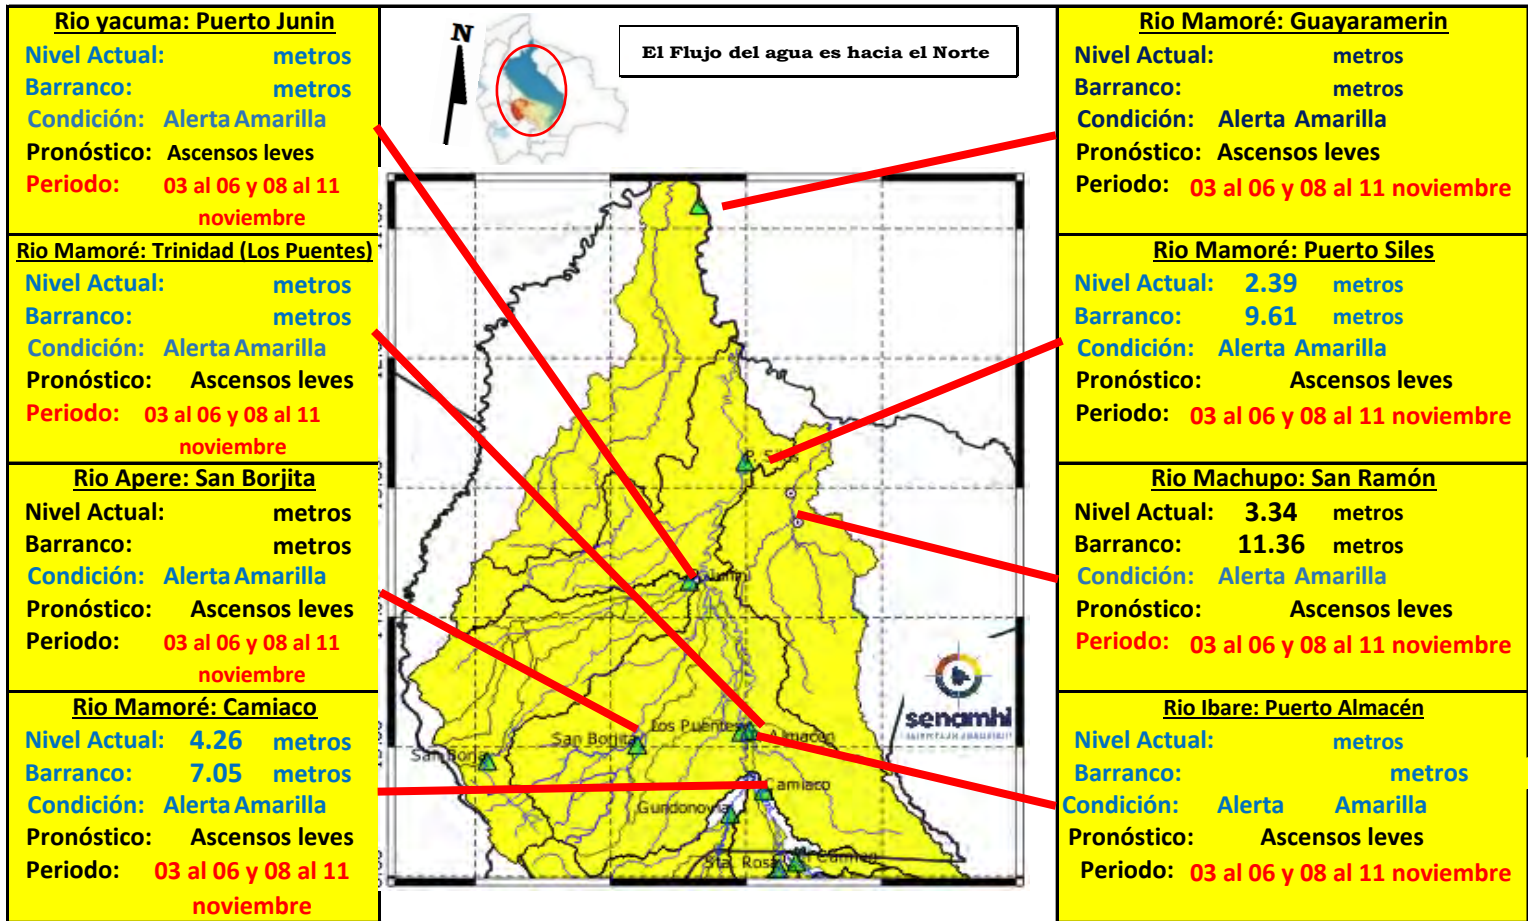 Rio yacuma: Puerto Junin
Nivel Actual: metros
Barranco: metros
Condición: Alerta Amarilla
Pronóstico: Ascensos leves
Periodo: 03 al 06 y 08 al 11
noviembre
Rio Mamoré: Trinidad (Los Puentes)
Nivel Actual: metros
Barranco: metros
Condición: Alerta Amarilla
Pronóstico: Ascensos leves
Periodo: 03 al 06 y 08 al 11
noviembre
Rio Apere: San Borjita
Nivel Actual: metros
Barranco: metros
Condición: Alerta Amarilla
Pronóstico: Ascensos leves
Periodo: 03 al 06 y 08 al 11
noviembre
Rio Mamoré: Camiaco
Nivel Actual: 4.26 metros
Barranco: 7.05 metros
Condición: Alerta Amarilla
Pronóstico: Ascensos leves
Periodo: 03 al 06 y 08 al 11
noviembre
N
El Flujo del agua es hacia el Norte
P. Siles
Los Puentes
Almacen
San Borjita
San Borja
Camiaco
Gundonovia
Sta. Rosa
senamhi
Rio Mamoré: Guayaramerin
Nivel Actual: metros
Barranco: metros
Condición: Alerta Amarilla
Pronóstico: Ascensos leves
Periodo: 03 al 06 y 08 al 11 noviembre
Rio Mamoré: Puerto Siles
Nivel Actual: 2.39 metros
Barranco: 9.61 metros
Condición: Alerta Amarilla
Pronóstico: Ascensos leves
Periodo: 03 al 06 y 08 al 11 noviembre
Rio Machupo: San Ramón
Nivel Actual: 3.34 metros
Barranco: 11.36 metros
Condición: Alerta Amarilla
Pronóstico: Ascensos leves
Periodo: 03 al 06 y 08 al 11 noviembre
Rio Ibare: Puerto Almacén
Nivel Actual: metros
Barranco: metros
Condición: Alerta Amarilla
Pronóstico: Ascensos leves
Periodo: 03 al 06 y 08 al 11 noviembre